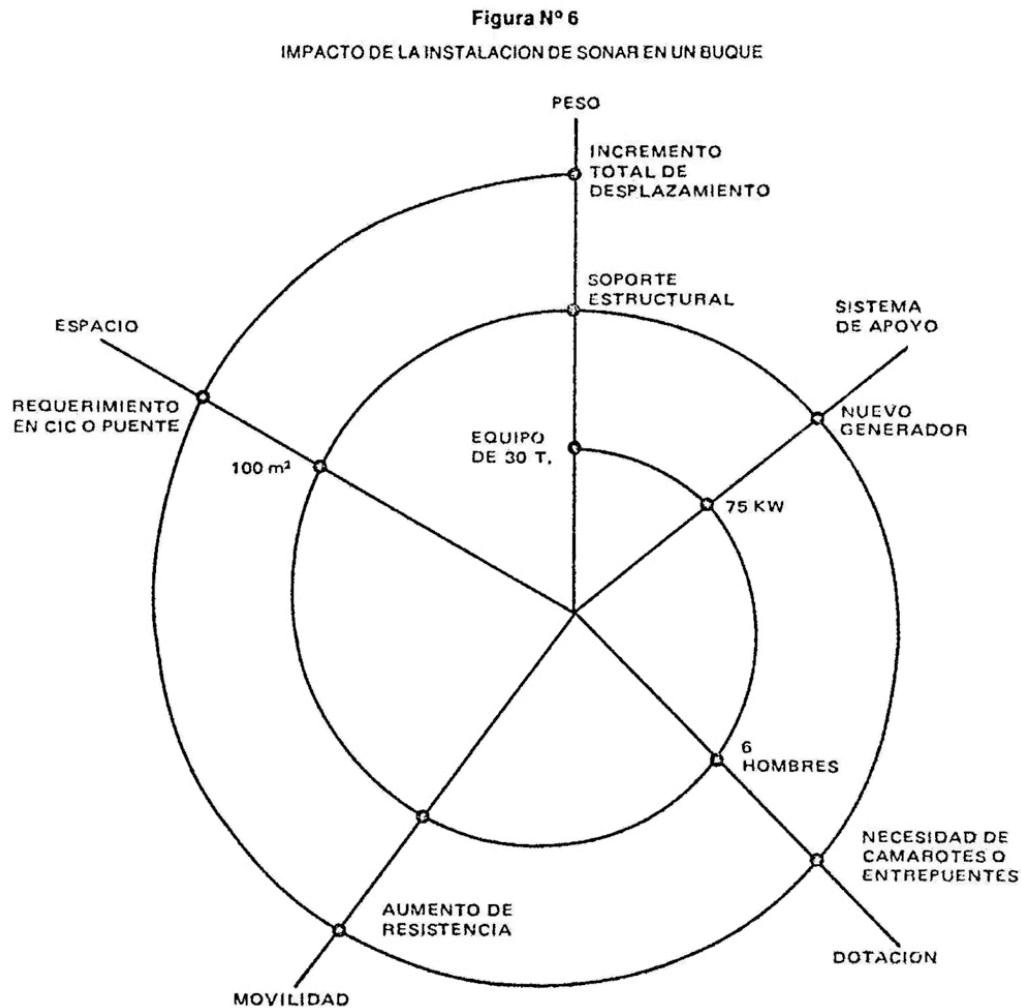 Figura Nº 6
IMPACTO DE LA INSTALACION DE SONAR EN UN BUQUE
PESO
INCREMENTO
TOTAL DE
DESPLAZAMIENTO
SOPORTE
ESTRUCTURAL
SISTEMA
DE APOYO
ESPACIO
REQUERIMIENTO
EN CIC O PUENTE
NUEVO
GENERADOR
EQUIPO
DE 30 T.
100 m²
75 KW
6
HOMBRES
NECESIDAD DE
CAMAROTES O
ENTREPUENTES
AUMENTO DE
RESISTENCIA
DOTACION
MOVILIDAD